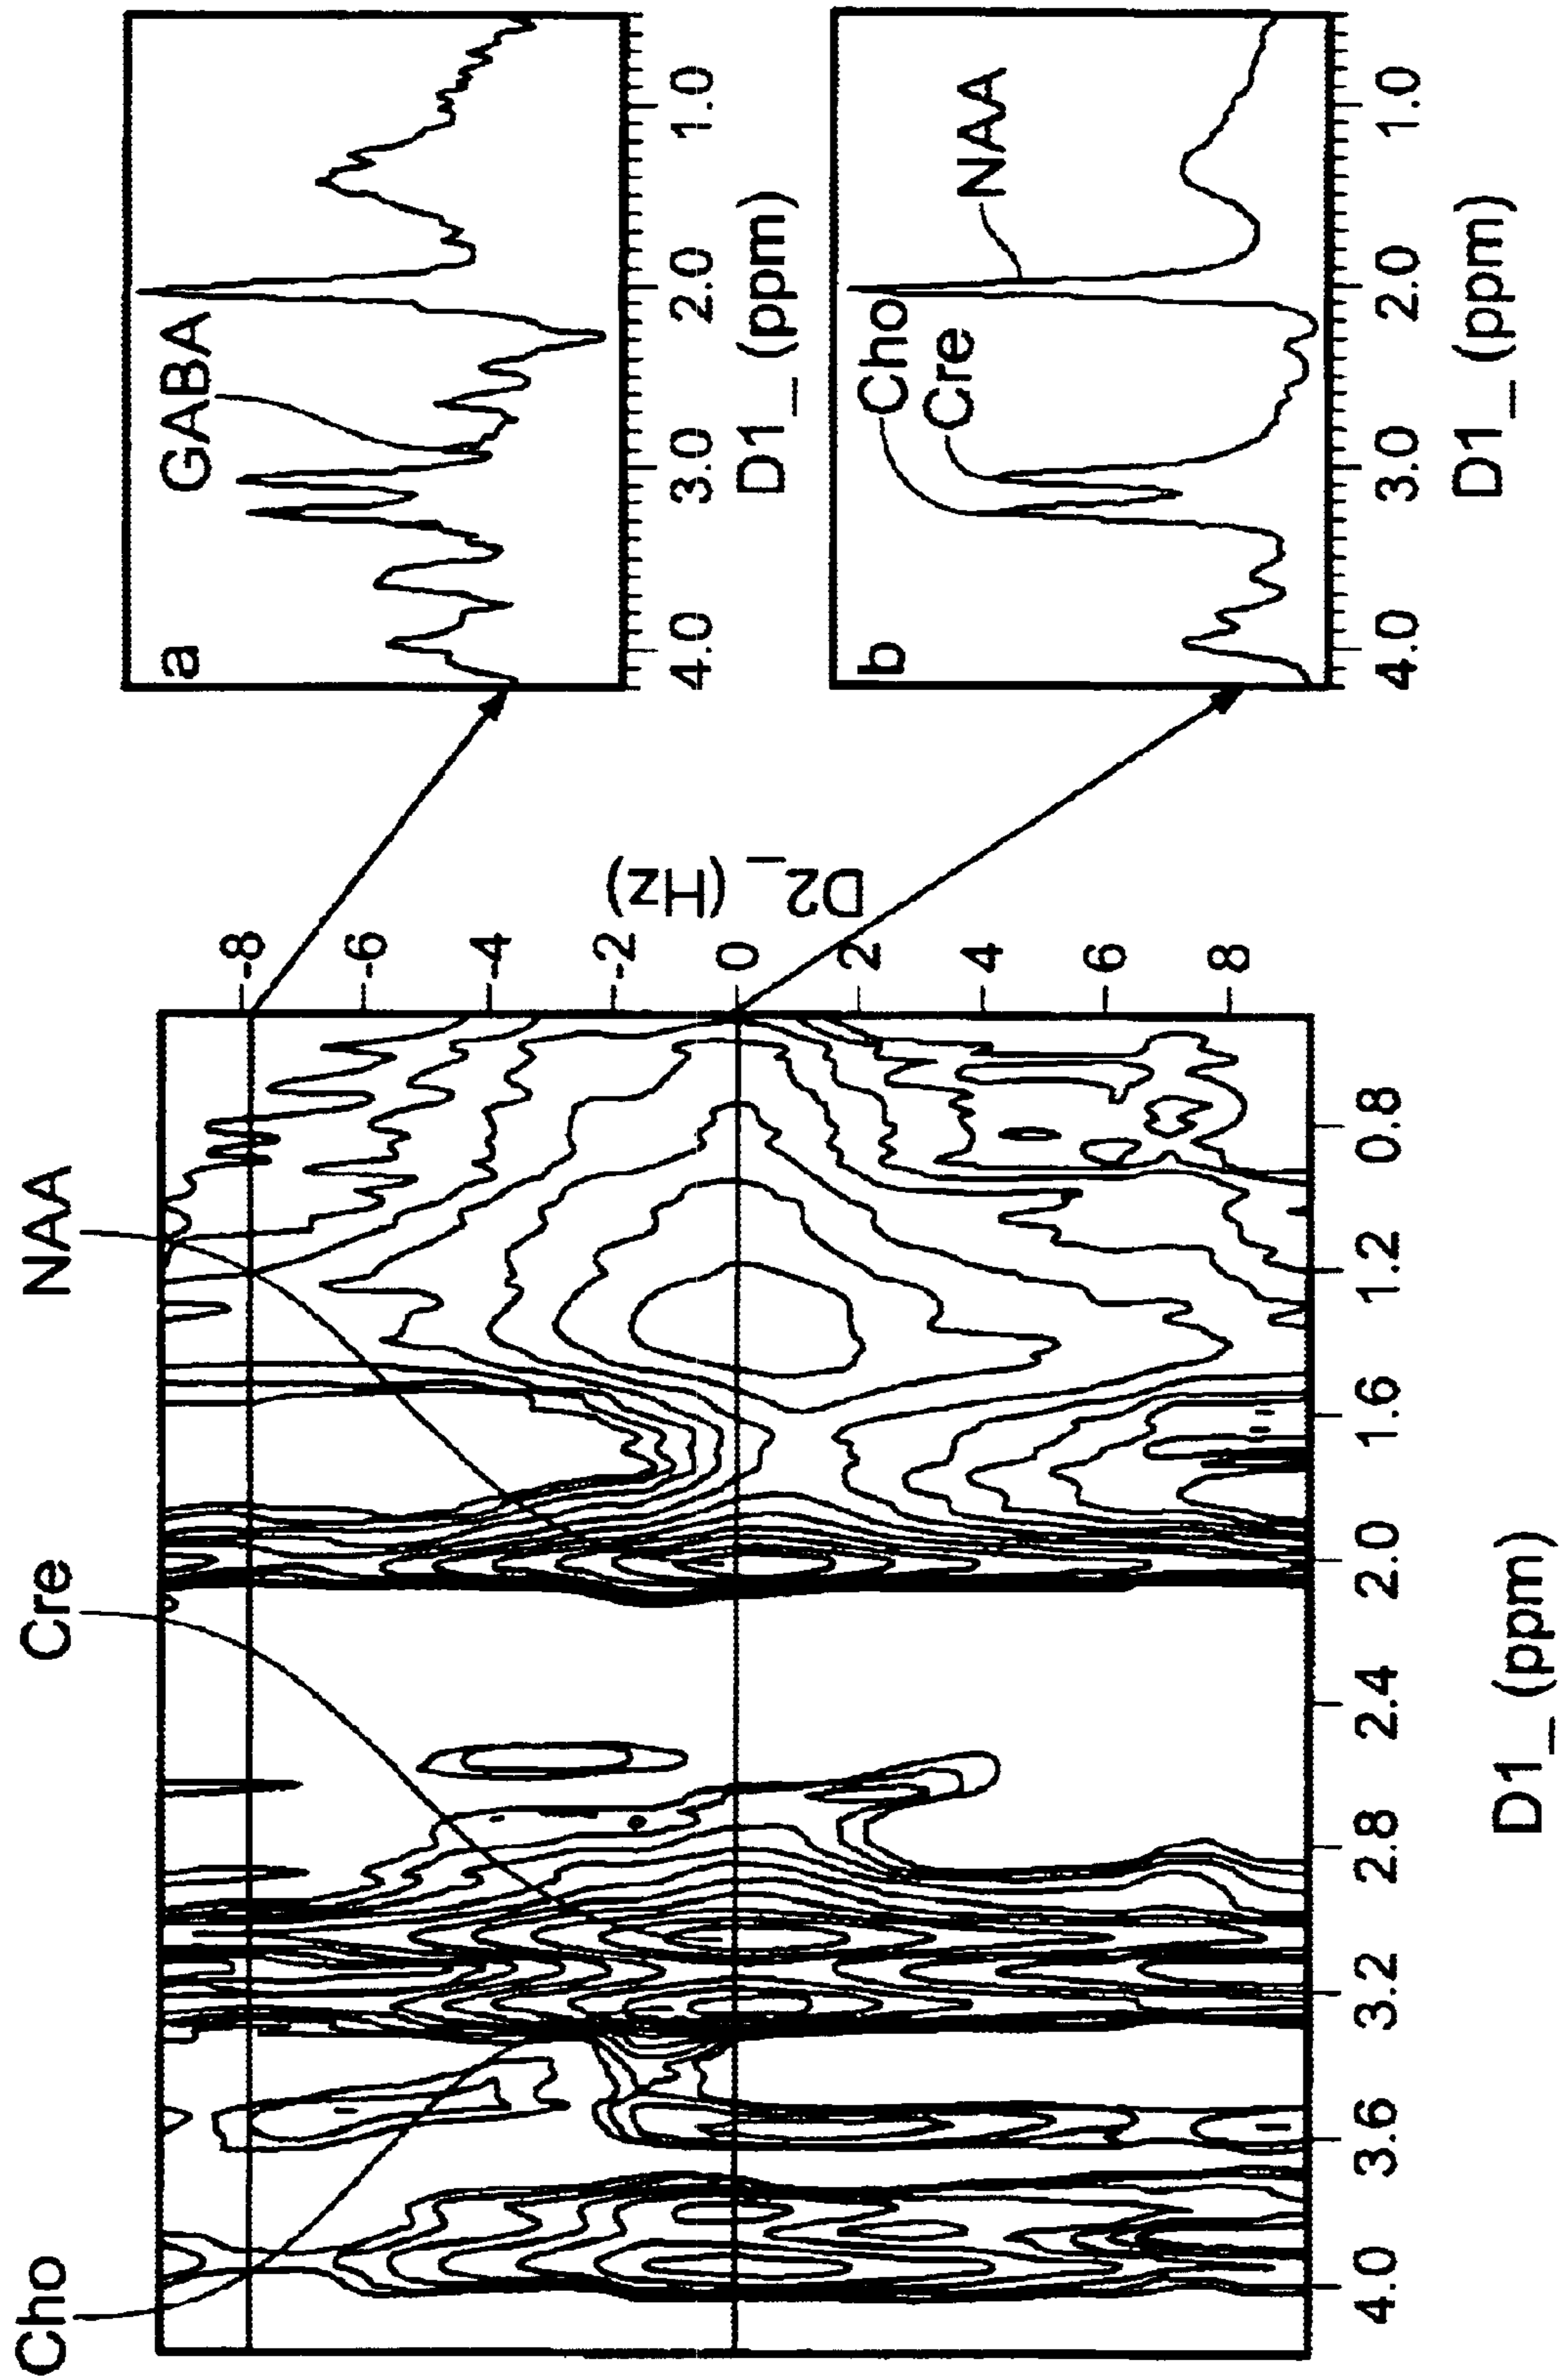 Cho
Cre
NAA
-8
-6
-4
-2
0
2
4
6
8
D2_
(Hz)
4.0 3.6 3.2 2.8 2.4 2.0 1.6 1.2 0.8
D1_ (ppm)
a
GABA
4.0 3.0 2.0 1.0
D1_ (ppm)
b
Cho
Cre
NAA
4.0 3.0 2.0 1.0
D1_ (ppm)